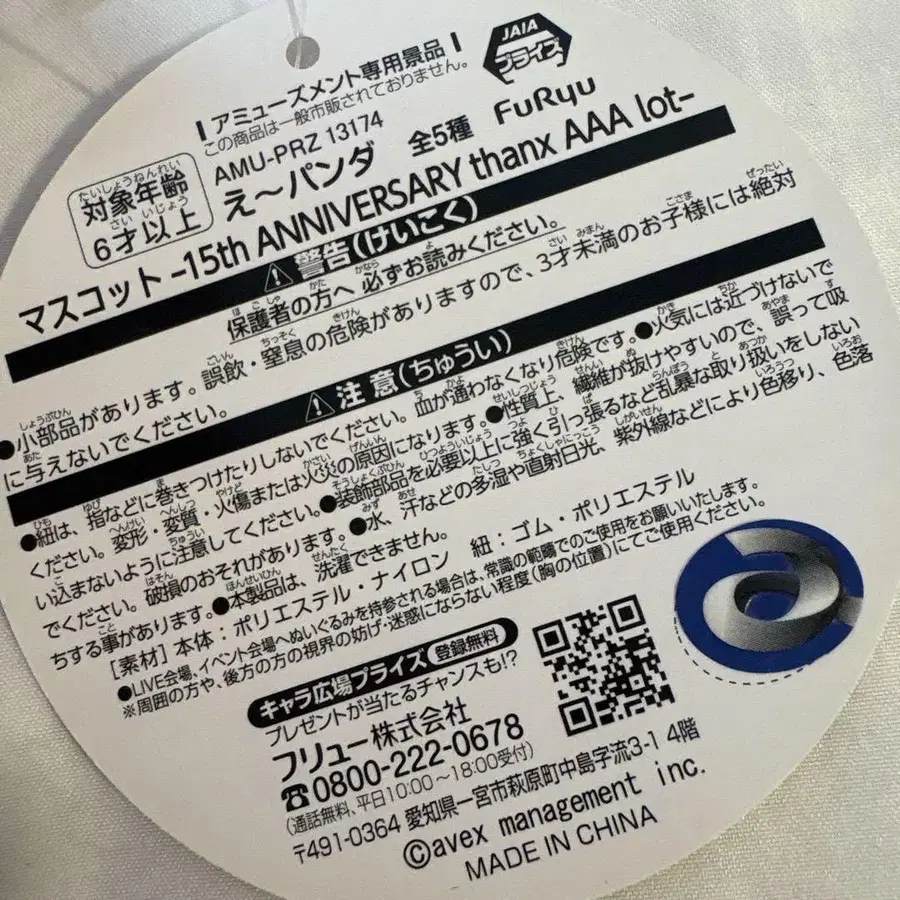 JAIA
プライズ
アミューズメント専用景品
この商品は一般市販されておりません。
対象年齢
たいしょうねんれい
6才以上
さい いじょう
AMU-PRZ 13174
え～パンダ 全5種 FuRyu
マスコット -15th ANNIVERSARY thanx AAA lot-
警告(けいこく)
保護者の方へ 必ずお読みください。
●小部品があります。誤飲・窒息の危険がありますので、3才未満のお子様には絶対
に与えないでください。
注意(ちゅうい)
●紐は、指などに巻きつけたりしないでください。血が通わなくなり危険です。●火気には近づけないで
ください。変形・変質・火傷または火災の原因になります。●性質上、繊維が抜けやすいので、誤って吸
い込まないように注意してください。●装飾部品を必要以上に強く引っ張るなど乱暴な取り扱いをしない
でください。破損のおそれがあります。●水、汗などの多湿や直射日光、紫外線などにより色移り、色落
ちする事があります。●本製品は、洗濯できません。
[素材] 本体:ポリエステル・ナイロン 紐:ゴム・ポリエステル
●LIVE会場、イベント会場へぬいぐるみを持参される場合は、常識の範疇でのご使用をお願いいたします。
※周囲の方や、後方の方の視界の妨げ・迷惑にならない程度(胸の位置)にてご使用ください。
キャラ広場プライズ 登録無料
プレゼントが当たるチャンスも!?
フリュー株式会社
☎0800-222-0678
(通話無料、平日10:00～18:00受付)
〒491-0364 愛知県一宮市萩原町中島字流3-1 4階
©avex management inc.
MADE IN CHINA